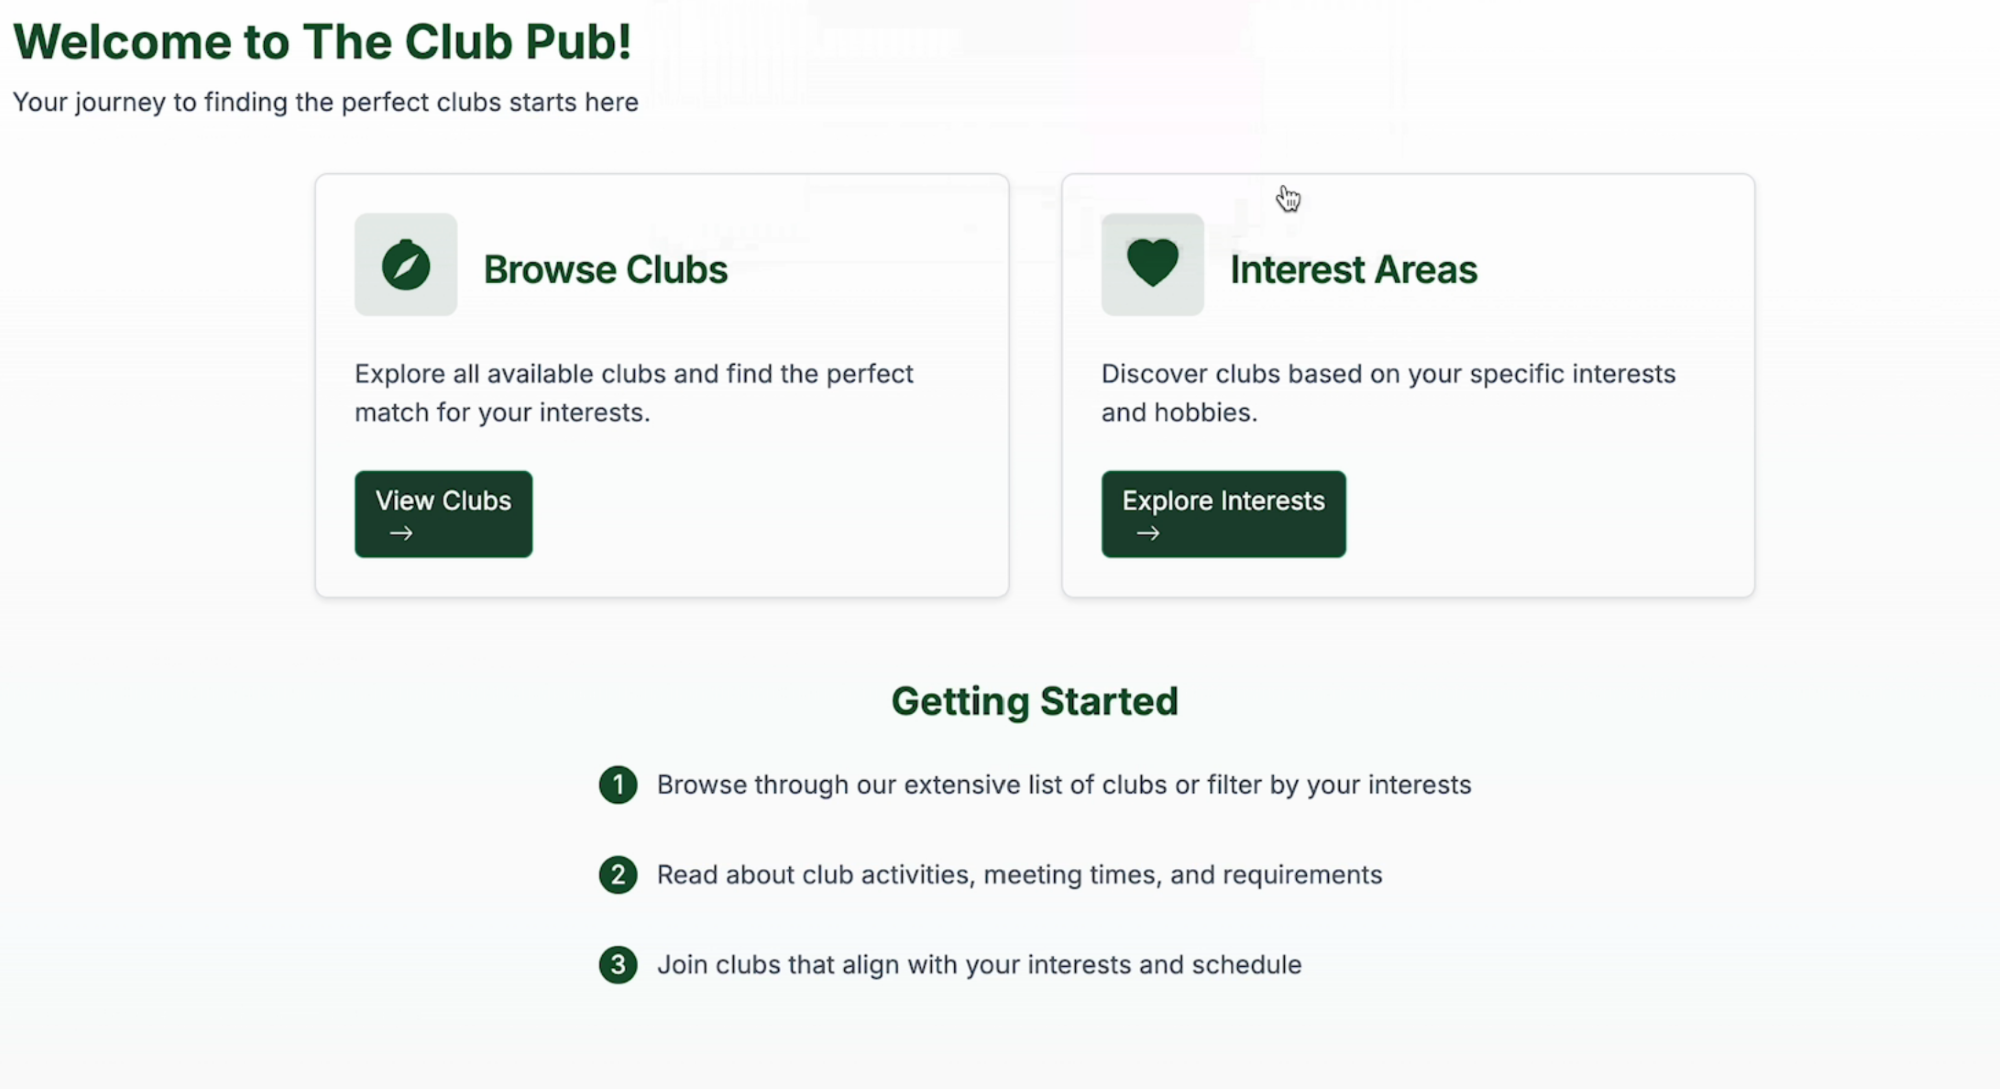 Welcome to The Club Pub!
Your journey to finding the perfect clubs starts here
Browse Clubs
Explore all available clubs and find the perfect
match for your interests.
View Clubs
→
Interest Areas
Discover clubs based on your specific interests
and hobbies.
Explore Interests
→
Getting Started
1 Browse through our extensive list of clubs or filter by your interests
2 Read about club activities, meeting times, and requirements
3 Join clubs that align with your interests and schedule